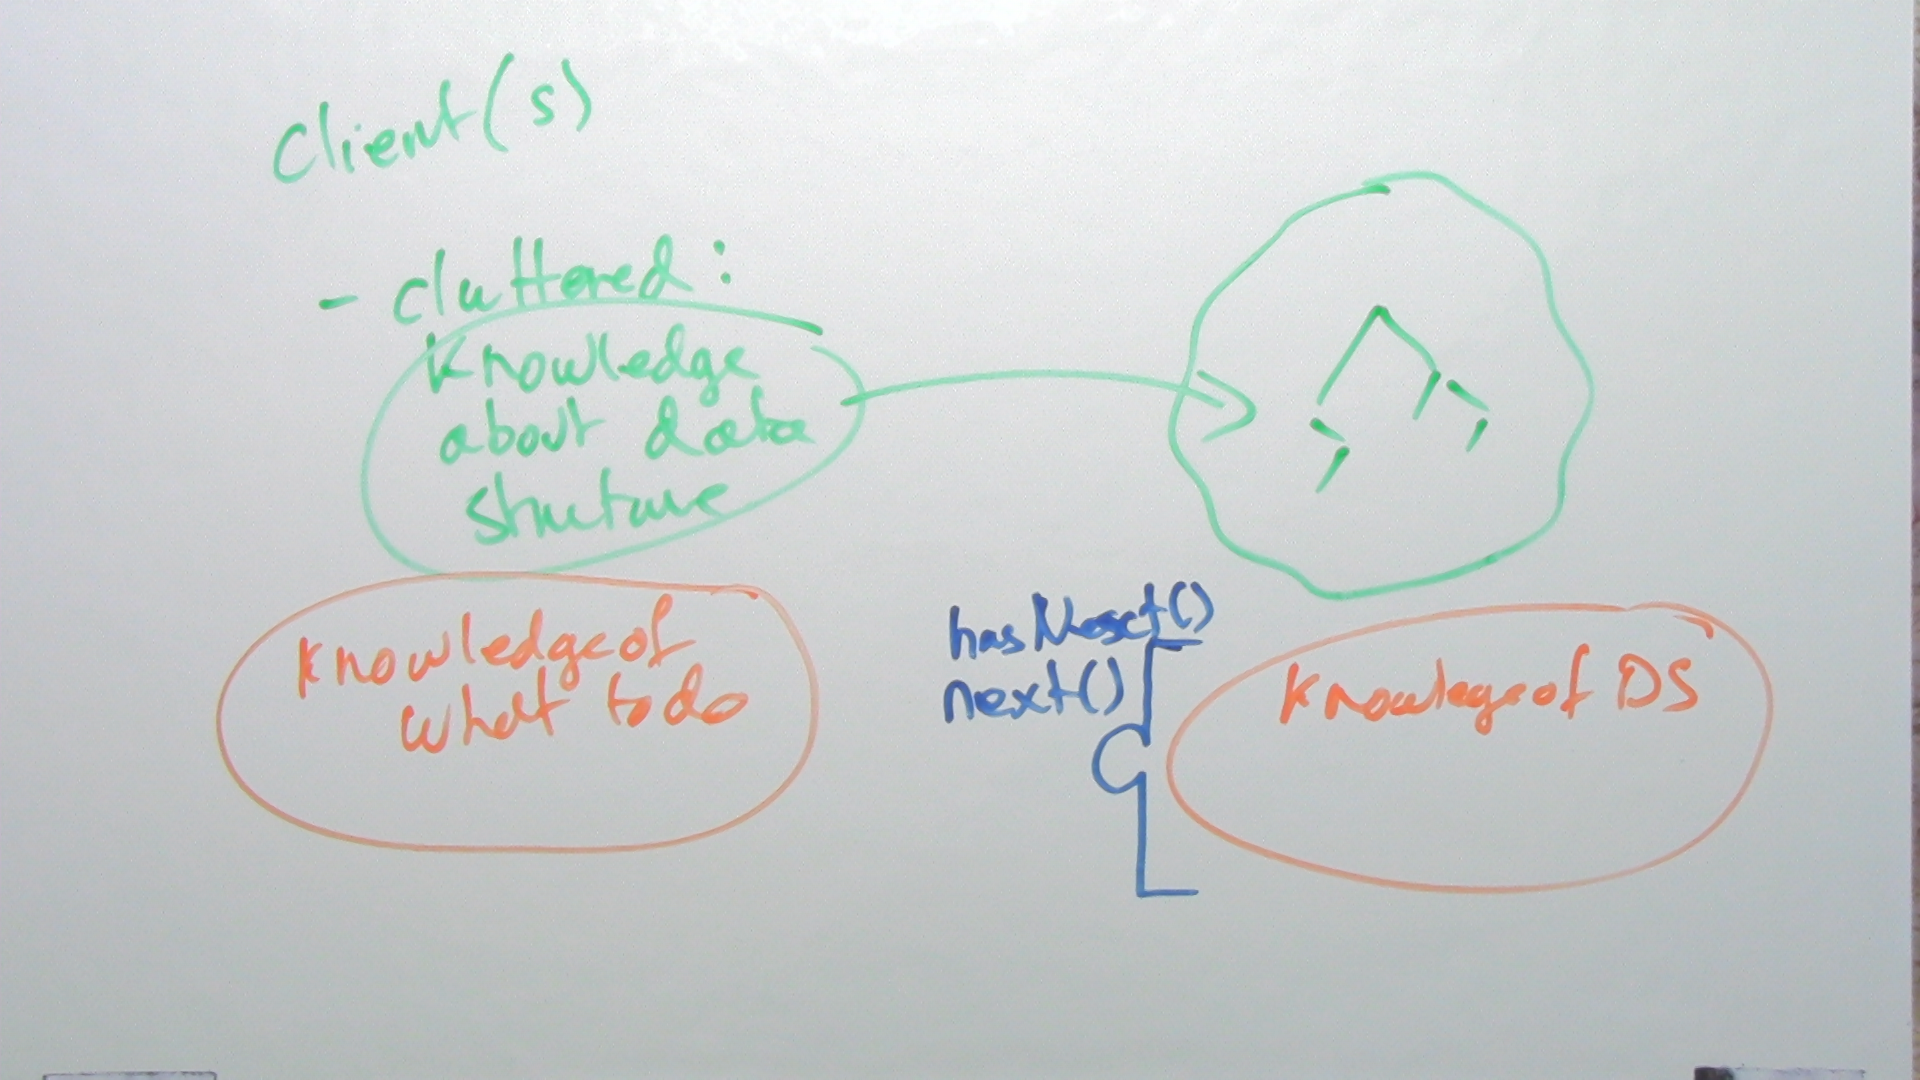 Client(s)
- cluttered:
Knowledge
about data
structure
Knowledge of
what to do
hasNext()
next()
Knowlege of DS